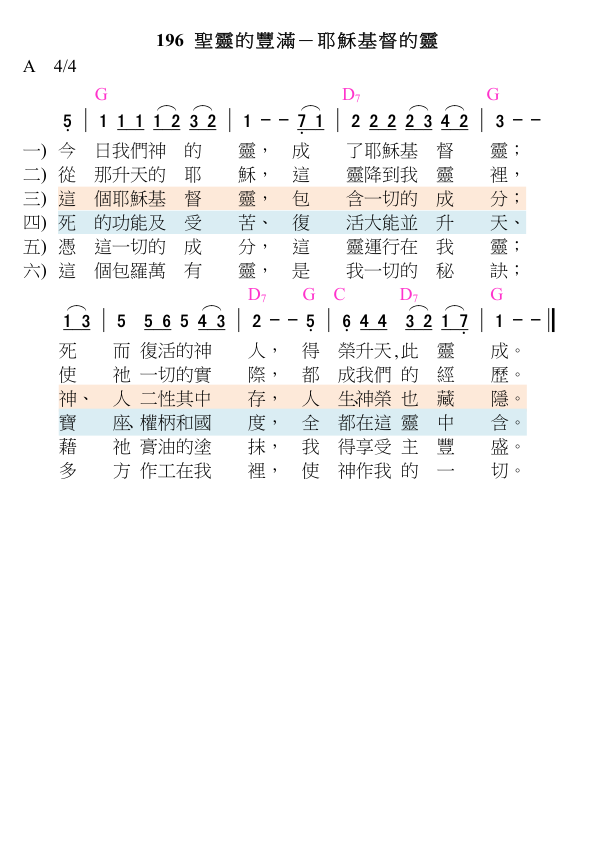 196 聖靈的豐滿－耶穌基督的靈
A 4/4
G D7 G
5 | 1 1 1 1 2 3 2 | 1 - - 7 1 | 2 2 2 2 3 4 2 | 3 - -
一) 今 日我們神 的 靈， 成 了耶穌基 督 靈；
二) 從 那升天的 耶 穌， 這 靈降到我 靈 裡，
三) 這 個耶穌基 督 靈， 包 含一切的 成 分；
四) 死 的功能及 受 苦、 復 活大能並 升 天、
五) 憑 這一切的 成 分， 這 靈運行在 我 靈；
六) 這 個包羅萬 有 靈， 是 我一切的 秘 訣；
D7 G C D7 G
1 3 | 5 5 6 5 4 3 | 2 - - 5 | 6 4 4 3 2 1 7 | 1 - - ‖
死 而 復活的神 人， 得 榮升天,此 靈 成。
使 祂 一切的實 際， 都 成我們 的 經 歷。
神、 人 二性其中 存， 人 生,神榮 也 藏 隱。
寶 座、權柄和國 度， 全 都在這 靈 中 含。
藉 祂 膏油的塗 抹， 我 得享受 主 豐 盛。
多 方 作工在我 裡， 使 神作我 的 一 切。